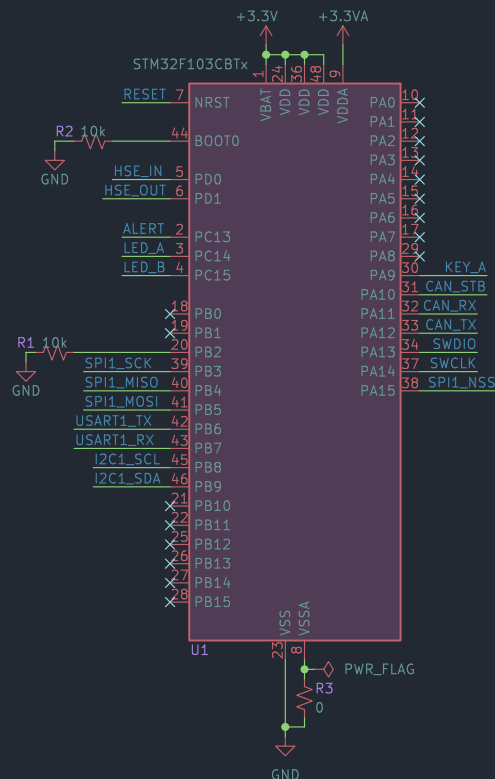 +3.3V +3.3VA
STM32F103CBTx
1 24 36 48 9
VBAT VDD VDD VDD VDDA
RESET 7 NRST PA0 10
PA1 11
R2 10k 44 BOOT0 PA2 12
PA3 13
GND
HSE_IN 5 PD0 PA4 14
HSE_OUT 6 PD1 PA5 15
PA6 16
ALERT 2 PC13 PA7 17
LED_A 3 PC14 PA8 29
LED_B 4 PC15 PA9 30 KEY_A
PA10 31 CAN_STB
18 PB0 PA11 32 CAN_RX
19 PB1 PA12 33 CAN_TX
R1 10k 20 PB2 PA13 34 SWDIO
SPI1_SCK 39 PB3 PA14 37 SWCLK
GND
SPI1_MISO 40 PB4 PA15 38 SPI1_NSS
SPI1_MOSI 41 PB5
USART1_TX 42 PB6
USART1_RX 43 PB7
I2C1_SCL 45 PB8
I2C1_SDA 46 PB9
21 PB10
22 PB11
25 PB12
26 PB13
27 PB14
28 PB15
VSS VSSA
U1 23 8
PWR_FLAG
R3
0
GND